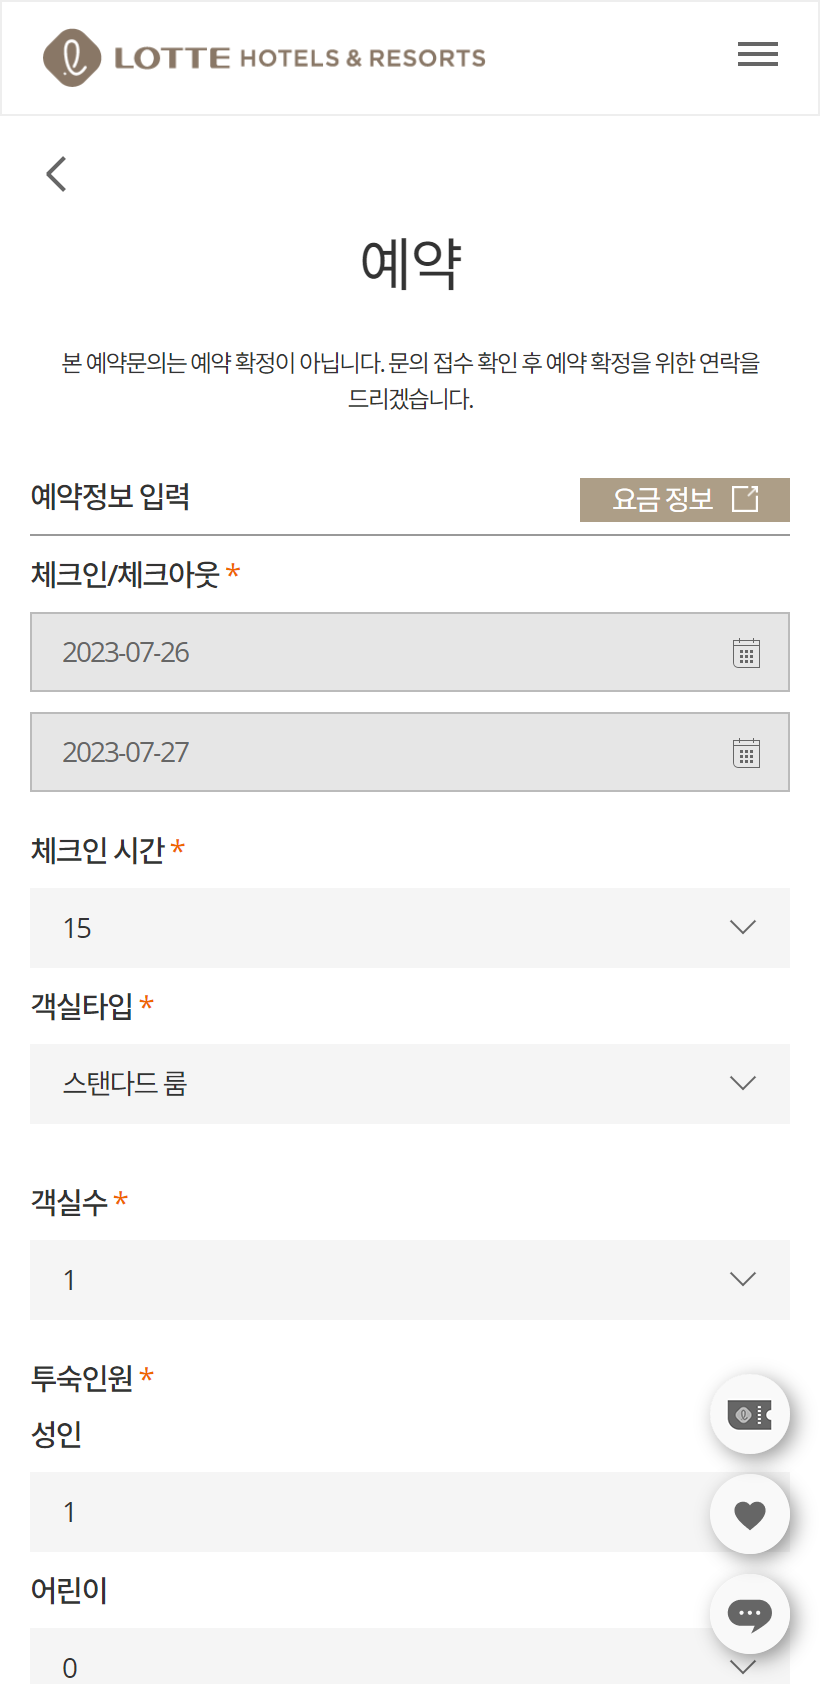 LOTTE HOTELS & RESORTS
예약
본 예약문의는 예약 확정이 아닙니다. 문의 접수 확인 후 예약 확정을 위한 연락을
드리겠습니다.
예약정보 입력
요금 정보
체크인/체크아웃 *
2023-07-26
2023-07-27
체크인 시간 *
15
객실타입 *
스탠다드 룸
객실수 *
1
투숙인원 *
성인
1
어린이
0